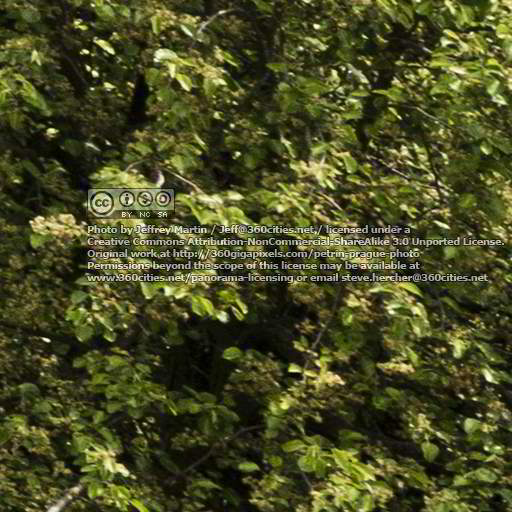 cc
BY NC SA
Photo by Jeffrey Martin / Jeff@360cities.net / licensed under a
Creative Commons Attribution-NonCommercial-ShareAlike 3.0 Unported License.
Original work at http://360gigapixels.com/petrin-prague-photo
Permissions beyond the scope of this license may be available at
www.360cities.net/panorama-licensing or email steve.hercher@360cities.net